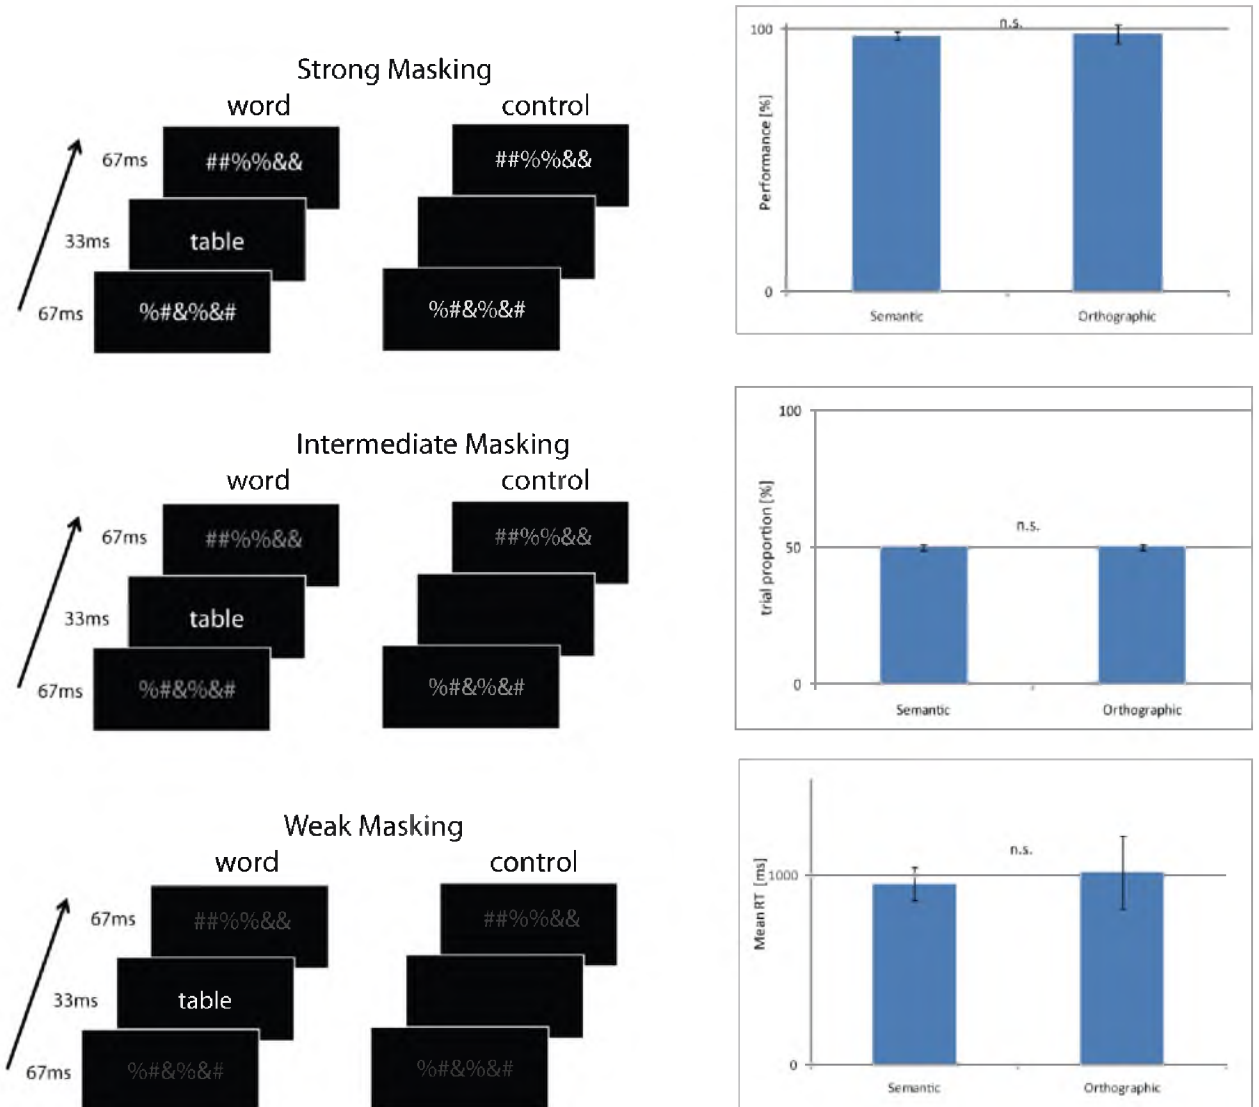 Strong Masking
word control
67ms ##%%&& ##%%&&
33ms table
67ms %#&%&# %#&%&#
Performance [%]
100
n.s.
0
Semantic Orthographic
Intermediate Masking
word control
67ms ##%%&& ##%%&&
33ms table
67ms %#&%&# %#&%&#
trial proportion [%]
100
n.s.
50
0
Semantic Orthographic
Weak Masking
word control
67ms ##%%&& ##%%&&
33ms table
67ms %#&%&# %#&%&#
Mean RT [ms]
n.s.
1000
0
Semantic Orthographic